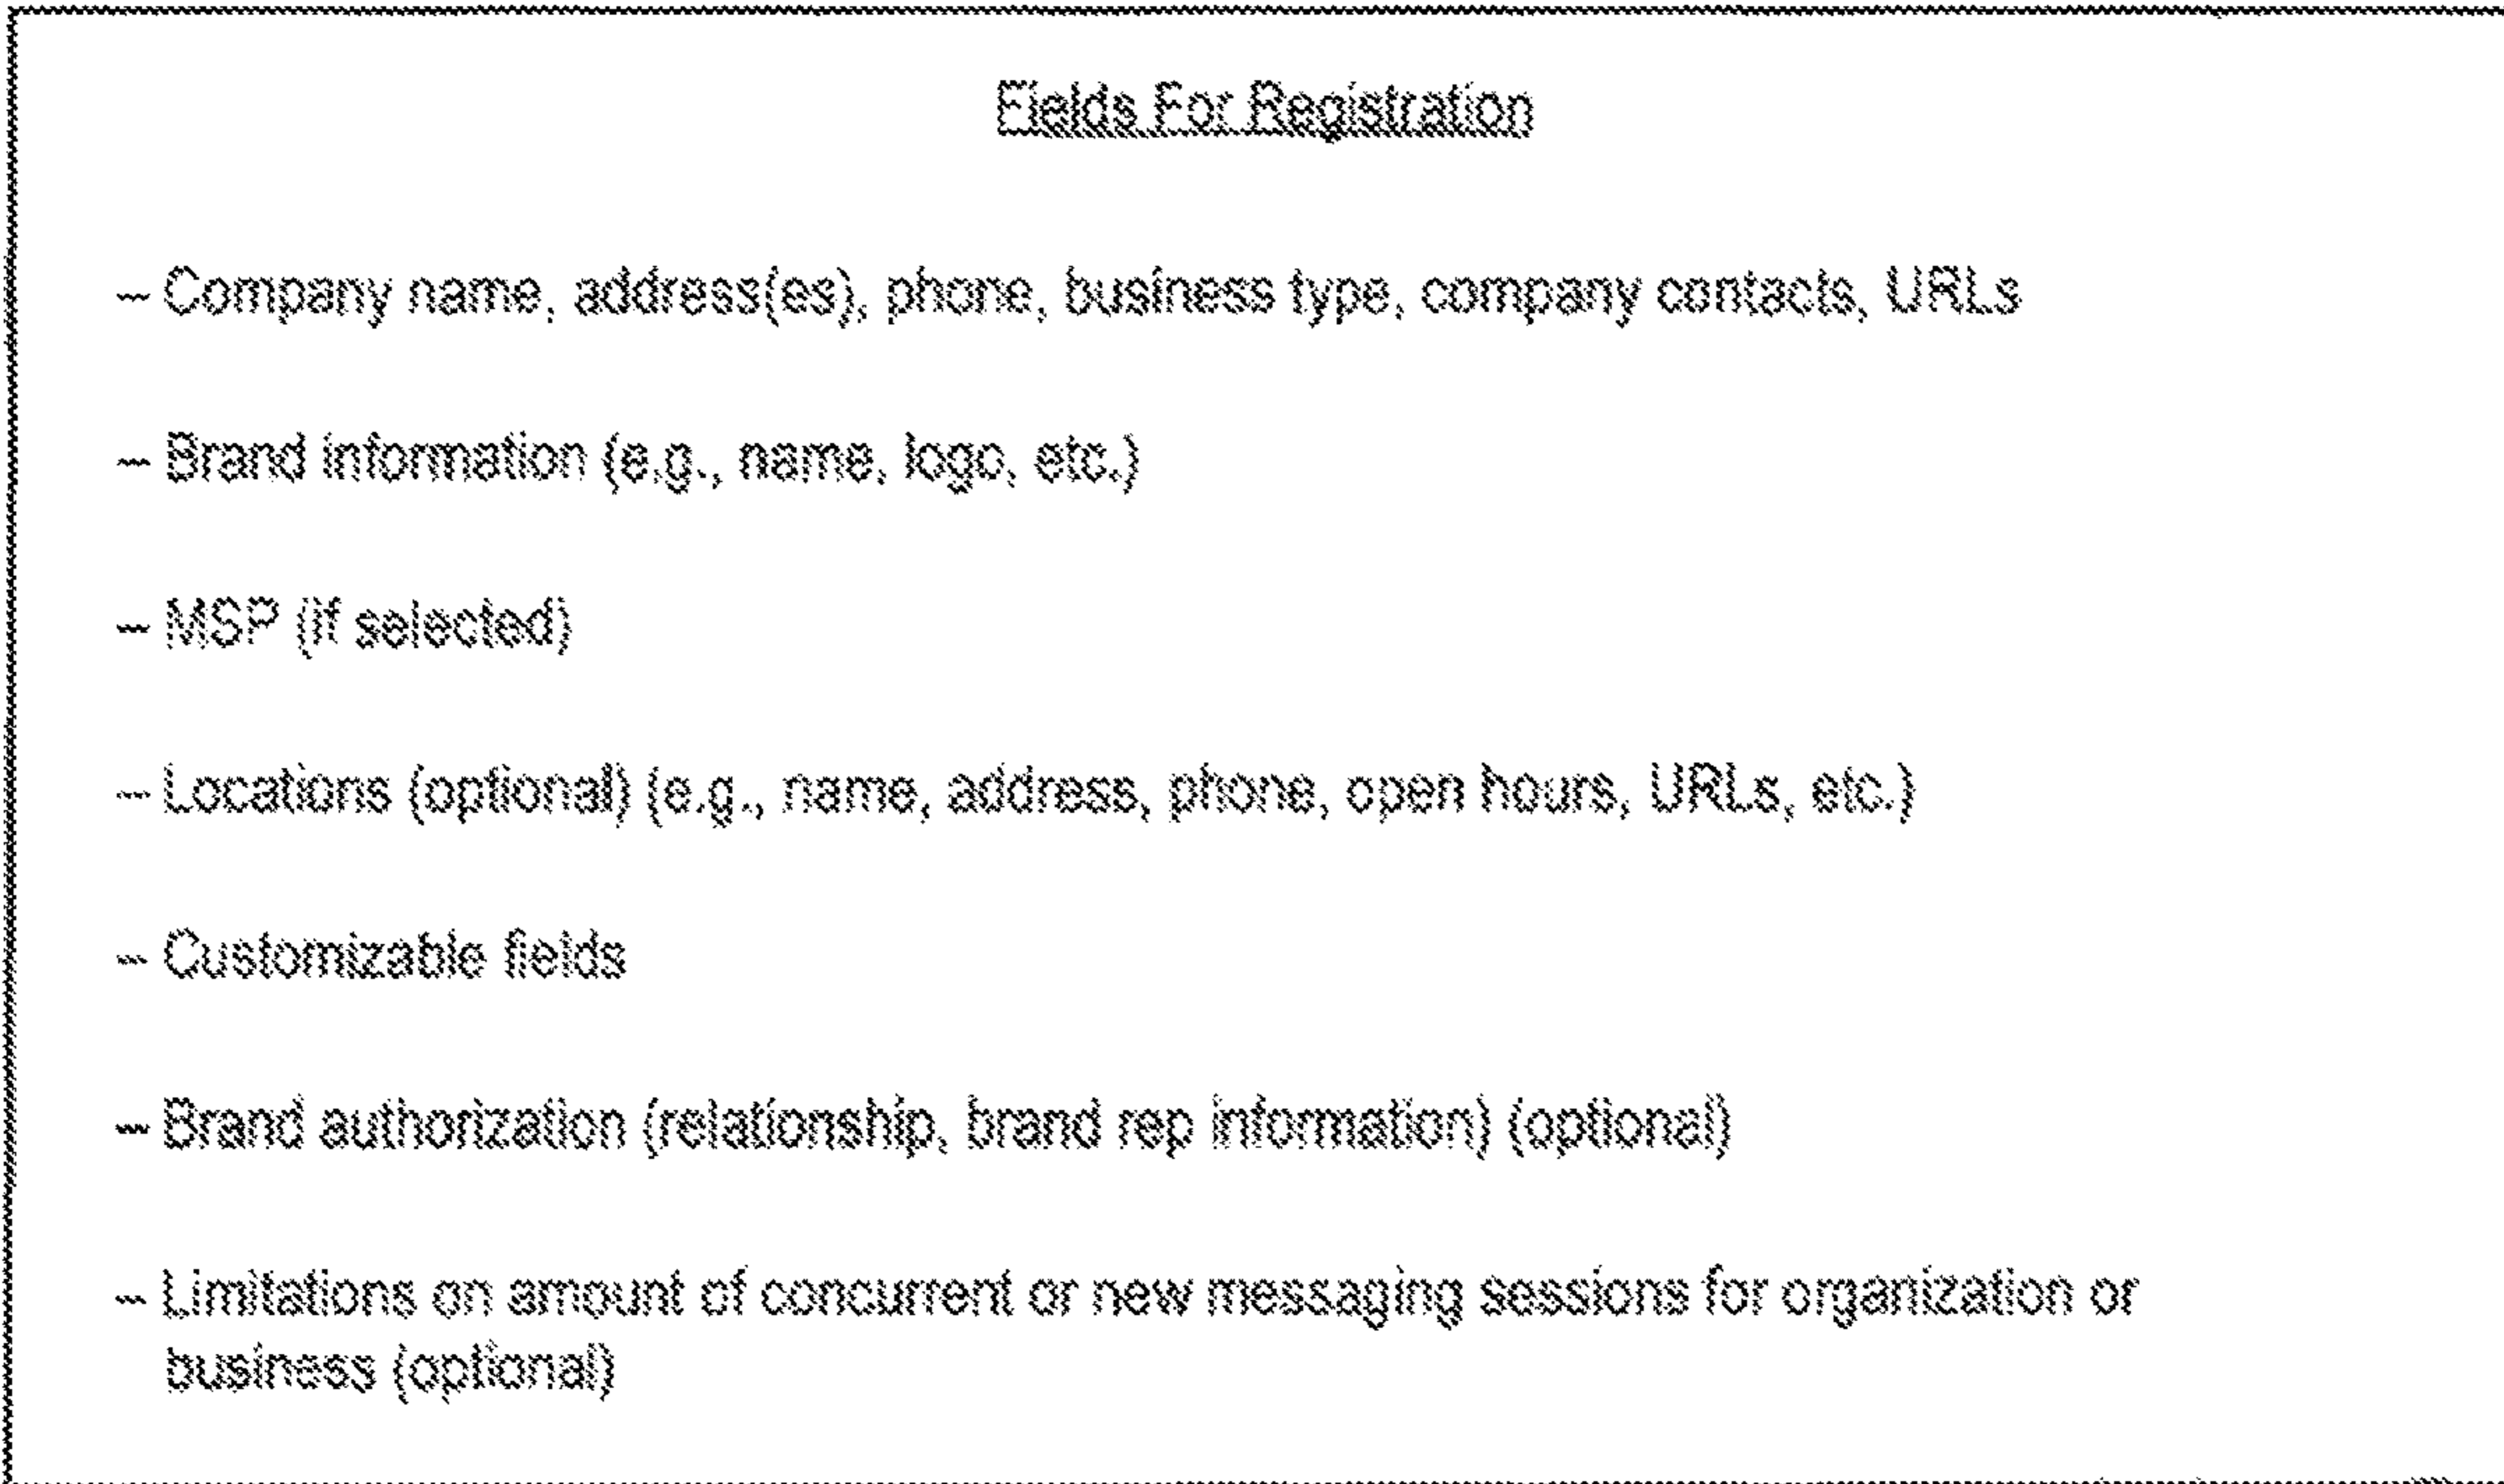 Fields For Registration
– Company name, address(es), phone, business type, company contacts, URLs
– Brand information (e.g., name, logo, etc.)
– MSP (if selected)
– Locations (optional) (e.g., name, address, phone, open hours, URLs, etc.)
– Customizable fields
– Brand authorization (relationship, brand rep information) (optional)
– Limitations on amount of concurrent or new messaging sessions for organization or
business (optional)